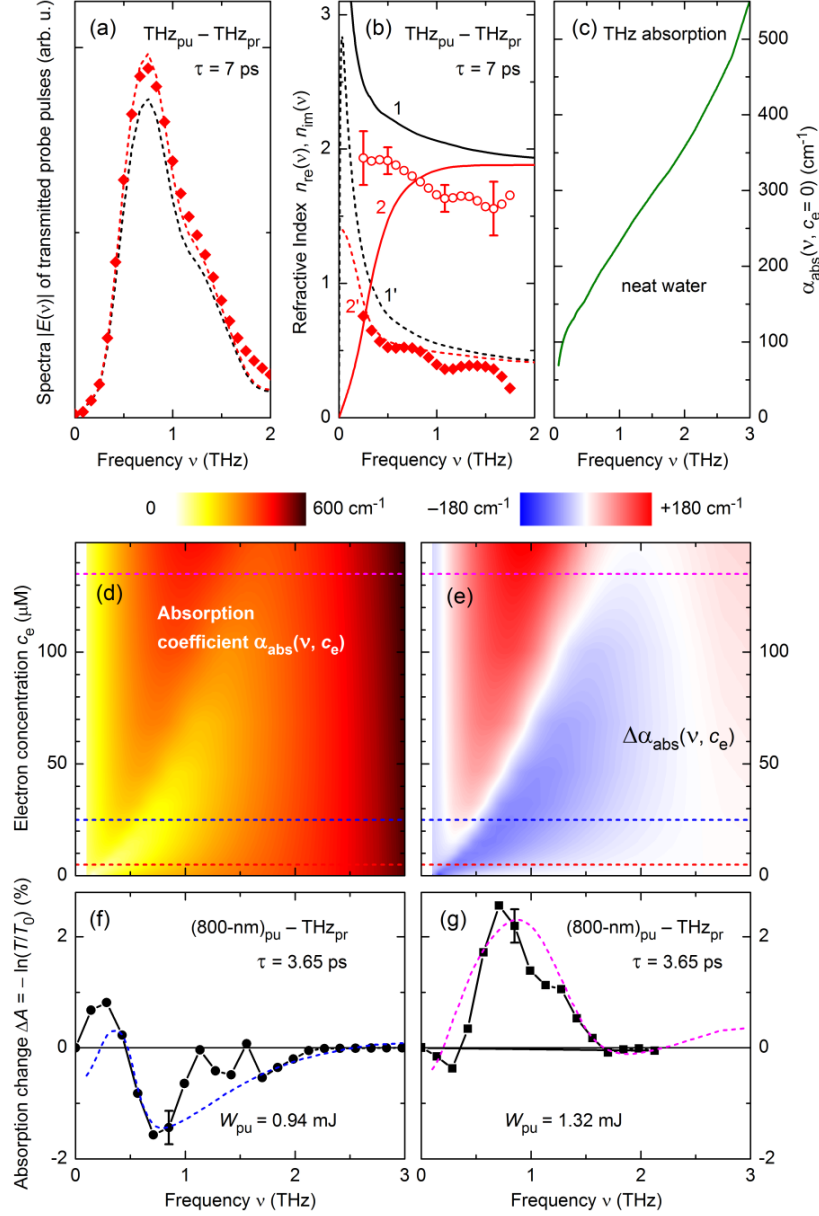 (a) THz_pu – THz_pr
τ = 7 ps
Spectra |E(ν)| of transmitted probe pulses (arb. u.)
0 1 2
Frequency ν (THz)
(b) THz_pu – THz_pr
τ = 7 ps
Refractive Index n_re(ν), n_im(ν)
3
2
1
0
1
2
1'
2'
0 1 2
Frequency ν (THz)
(c) THz absorption
neat water
α_abs(ν, c_e = 0) (cm⁻¹)
500
400
300
200
100
0
0 1 2 3
Frequency ν (THz)
0 600 cm⁻¹
–180 cm⁻¹ +180 cm⁻¹
Electron concentration c_e (μM)
100
50
0
(d)
Absorption
coefficient α_abs(ν, c_e)
(e)
Δα_abs(ν, c_e)
100
50
0
Absorption change ΔA = – ln(T/T₀) (%)
2
0
-2
(f) (800-nm)_pu – THz_pr
τ = 3.65 ps
W_pu = 0.94 mJ
0 1 2 3
Frequency ν (THz)
(g) (800-nm)_pu – THz_pr
τ = 3.65 ps
W_pu = 1.32 mJ
2
0
-2
0 1 2 3
Frequency ν (THz)